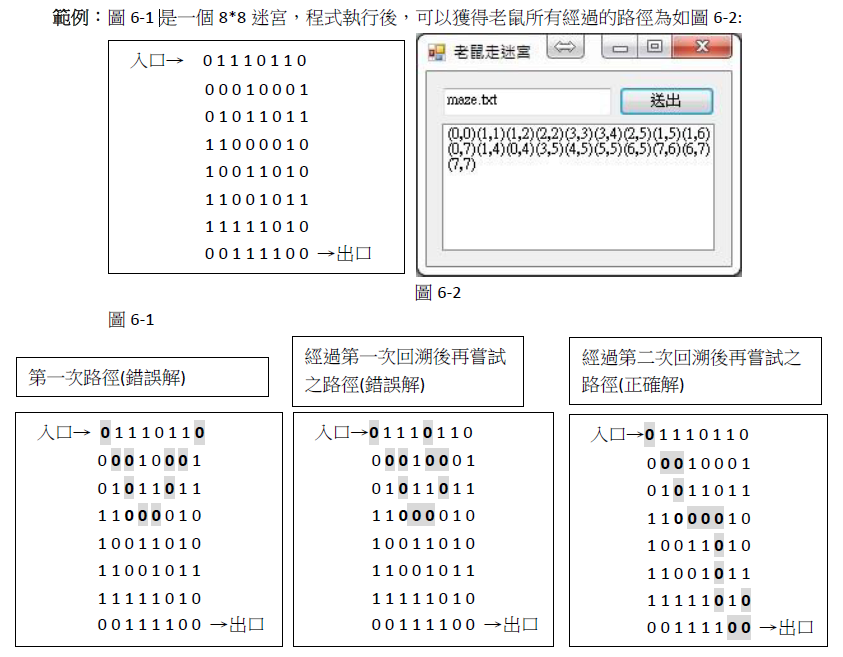 範例：圖 6-1 是一個 8*8 迷宮，程式執行後，可以獲得老鼠所有經過的路徑為如圖 6-2:
入口→ 0 1 1 1 0 1 1 0
0 0 0 1 0 0 0 1
0 1 0 1 1 0 1 1
1 1 0 0 0 0 1 0
1 0 0 1 1 0 1 0
1 1 0 0 1 0 1 1
1 1 1 1 1 0 1 0
0 0 1 1 1 1 0 0 →出口
圖 6-1
老鼠走迷宮
maze.txt
送出
(0,0)(1,1)(1,2)(2,2)(3,3)(3,4)(2,5)(1,5)(1,6)
(0,7)(1,4)(0,4)(3,5)(4,5)(5,5)(6,5)(7,6)(6,7)
(7,7)
圖 6-2
第一次路徑(錯誤解)
入口→ 0 1 1 1 0 1 1 0
0 0 0 1 0 0 0 1
0 1 0 1 1 0 1 1
1 1 0 0 0 0 1 0
1 0 0 1 1 0 1 0
1 1 0 0 1 0 1 1
1 1 1 1 1 0 1 0
0 0 1 1 1 1 0 0 →出口
經過第一次回溯後再嘗試
之路徑(錯誤解)
入口→0 1 1 1 0 1 1 0
0 0 0 1 0 0 0 1
0 1 0 1 1 0 1 1
1 1 0 0 0 0 1 0
1 0 0 1 1 0 1 0
1 1 0 0 1 0 1 1
1 1 1 1 1 0 1 0
0 0 1 1 1 1 0 0 →出口
經過第二次回溯後再嘗試之
路徑(正確解)
入口→0 1 1 1 0 1 1 0
0 0 0 1 0 0 0 1
0 1 0 1 1 0 1 1
1 1 0 0 0 0 1 0
1 0 0 1 1 0 1 0
1 1 0 0 1 0 1 1
1 1 1 1 1 0 1 0
0 0 1 1 1 1 0 0 →出口